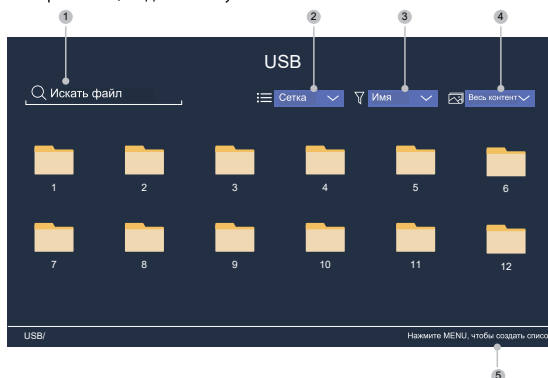 1 2 3 4
USB
Искать файл Сетка Имя Весь контент
1 2 3 4 5 6
7 8 9 10 11 12
USB/ Нажмите MENU, чтобы создать списо
5